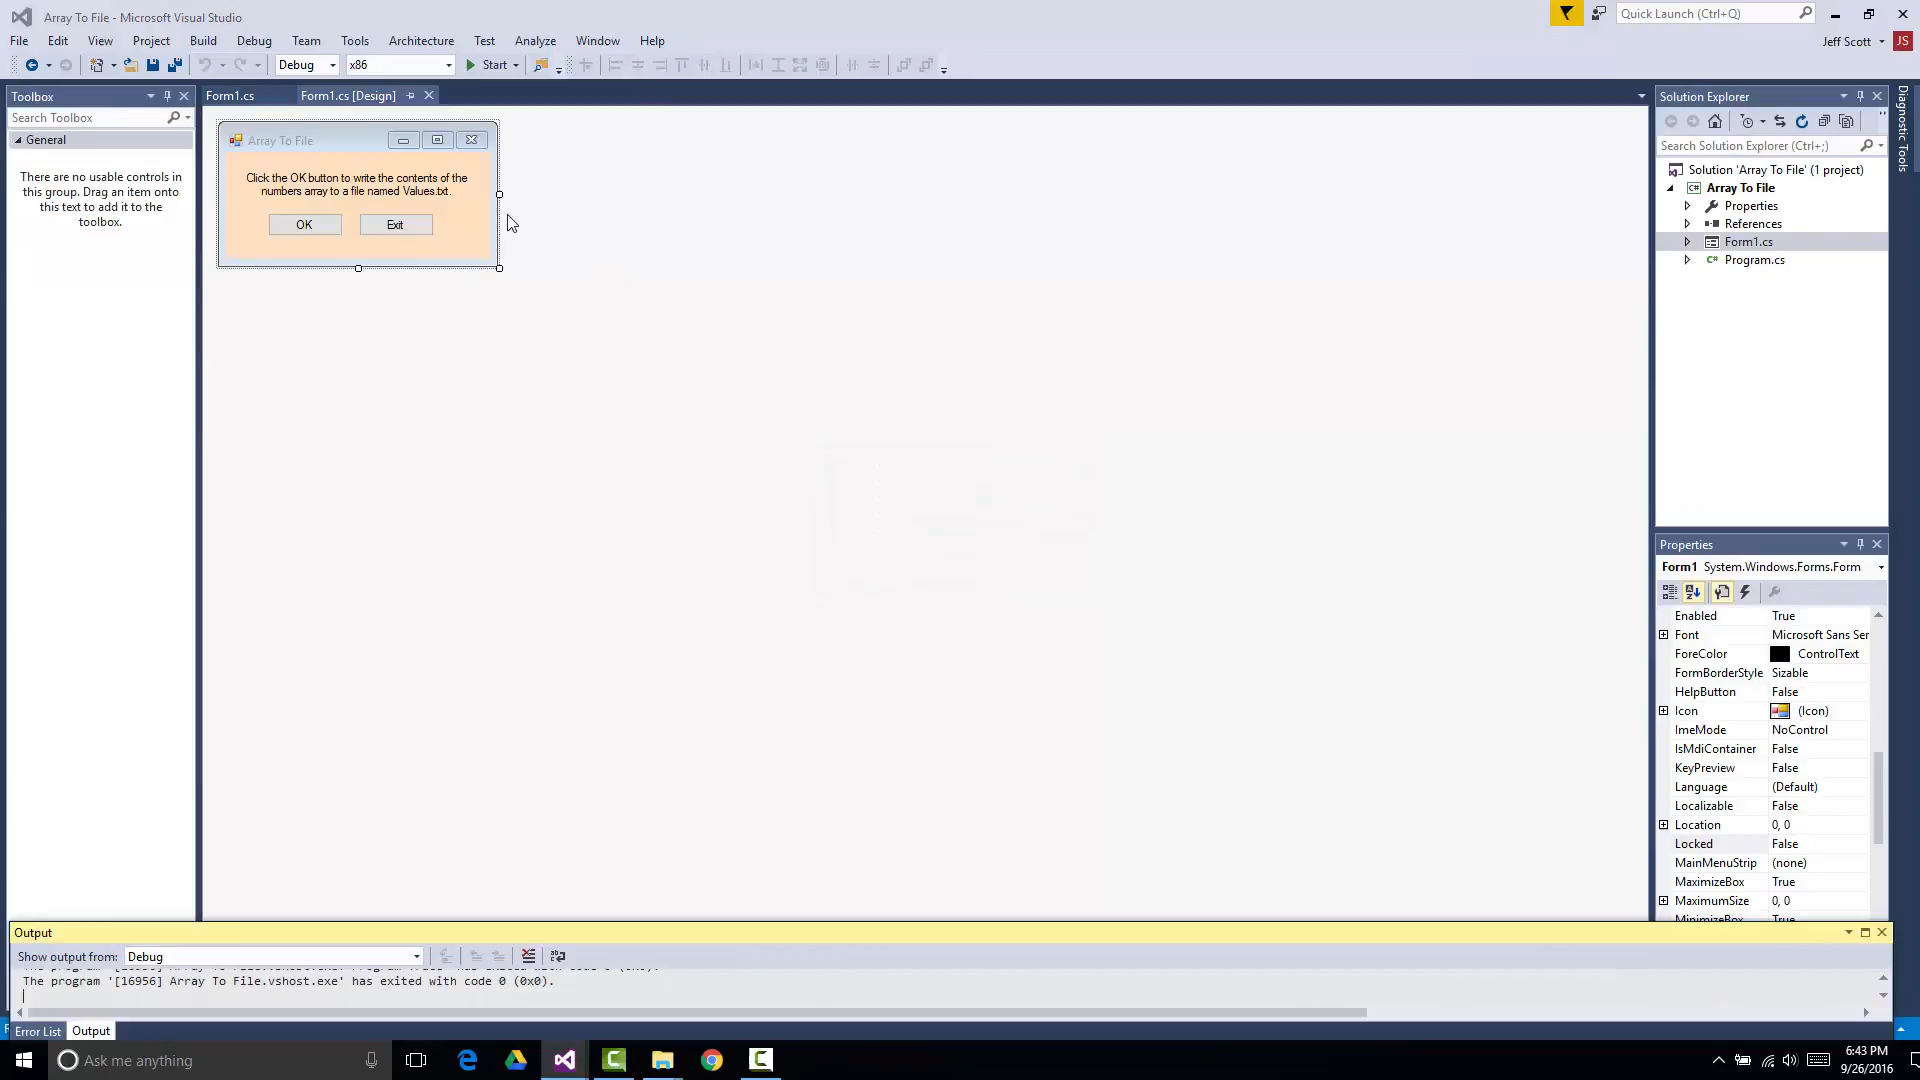 Array To File - Microsoft Visual Studio
Quick Launch (Ctrl+Q)
File Edit View Project Build Debug Team Tools Architecture Test Analyze Window Help
Jeff Scott JS
Debug x86 Start
Toolbox
Search Toolbox
General
There are no usable controls in
this group. Drag an item onto
this text to add it to the
toolbox.
Form1.cs Form1.cs [Design]
Array To File
Click the OK button to write the contents of the
numbers array to a file named Values.txt.
OK Exit
Solution Explorer
Search Solution Explorer (Ctrl+;)
Solution 'Array To File' (1 project)
C# Array To File
Properties
References
Form1.cs
C# Program.cs
Diagnostic Tools
Properties
Form1 System.Windows.Forms.Form
Enabled True
Font Microsoft Sans Ser
ForeColor ControlText
FormBorderStyle Sizable
HelpButton False
Icon (Icon)
ImeMode NoControl
IsMdiContainer False
KeyPreview False
Language (Default)
Localizable False
Location 0, 0
Locked False
MainMenuStrip (none)
MaximizeBox True
MaximumSize 0, 0
MinimizeBox True
Output
Show output from: Debug
The program '[16956] Array To File.vshost.exe' has exited with code 0 (0x0).
Error List Output
Ask me anything
6:43 PM
9/26/2016